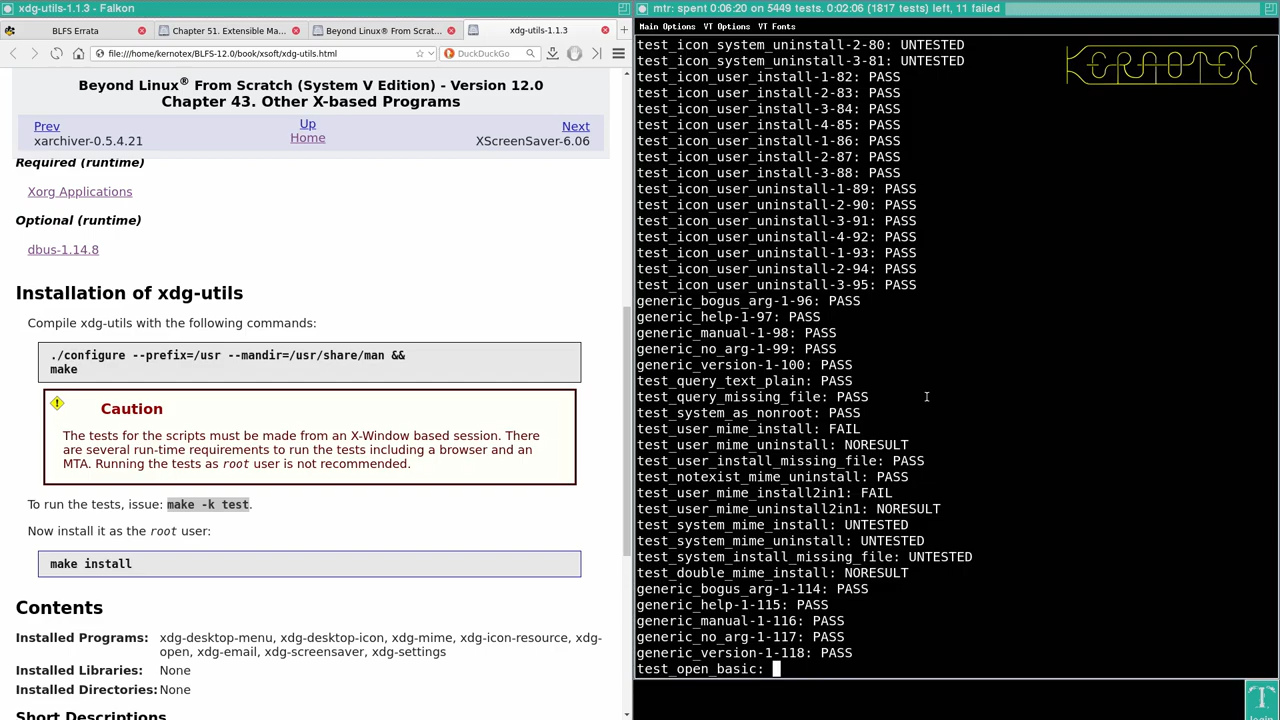 xdg-utils-1.1.3 - Falkon
BLFS Errata
Chapter 51. Extensible Ma...
Beyond Linux® From Scrat...
xdg-utils-1.1.3
file:///home/kernotex/BLFS-12.0/book/xsoft/xdg-utils.html
DuckDuckGo
Beyond Linux® From Scratch (System V Edition) - Version 12.0
Chapter 43. Other X-based Programs
Prev
Up
Next
xarchiver-0.5.4.21
Home
XScreenSaver-6.06
Required (runtime)
Xorg Applications
Optional (runtime)
dbus-1.14.8
Installation of xdg-utils
Compile xdg-utils with the following commands:
./configure --prefix=/usr --mandir=/usr/share/man &&
make
Caution
The tests for the scripts must be made from an X-Window based session. There
are several run-time requirements to run the tests including a browser and an
MTA. Running the tests as root user is not recommended.
To run the tests, issue: make -k test.
Now install it as the root user:
make install
Contents
Installed Programs: xdg-desktop-menu, xdg-desktop-icon, xdg-mime, xdg-icon-resource, xdg-
open, xdg-email, xdg-screensaver, xdg-settings
Installed Libraries: None
Installed Directories: None
Short Descriptions
mtr: spent 0:06:20 on 5449 tests. 0:02:06 (1817 tests) left, 11 failed
Main Options VT Options VT Fonts
KERNOTEX
test_icon_system_uninstall-2-80: UNTESTED
test_icon_system_uninstall-3-81: UNTESTED
test_icon_user_install-1-82: PASS
test_icon_user_install-2-83: PASS
test_icon_user_install-3-84: PASS
test_icon_user_install-4-85: PASS
test_icon_user_install-1-86: PASS
test_icon_user_install-2-87: PASS
test_icon_user_install-3-88: PASS
test_icon_user_uninstall-1-89: PASS
test_icon_user_uninstall-2-90: PASS
test_icon_user_uninstall-3-91: PASS
test_icon_user_uninstall-4-92: PASS
test_icon_user_uninstall-1-93: PASS
test_icon_user_uninstall-2-94: PASS
test_icon_user_uninstall-3-95: PASS
generic_bogus_arg-1-96: PASS
generic_help-1-97: PASS
generic_manual-1-98: PASS
generic_no_arg-1-99: PASS
generic_version-1-100: PASS
test_query_text_plain: PASS
test_query_missing_file: PASS
test_system_as_nonroot: PASS
test_user_mime_install: FAIL
test_user_mime_uninstall: NORESULT
test_user_install_missing_file: PASS
test_notexist_mime_uninstall: PASS
test_user_mime_install2in1: FAIL
test_user_mime_uninstall2in1: NORESULT
test_system_mime_install: UNTESTED
test_system_mime_uninstall: UNTESTED
test_system_install_missing_file: UNTESTED
test_double_mime_install: NORESULT
generic_bogus_arg-1-114: PASS
generic_help-1-115: PASS
generic_manual-1-116: PASS
generic_no_arg-1-117: PASS
generic_version-1-118: PASS
test_open_basic:
T
login